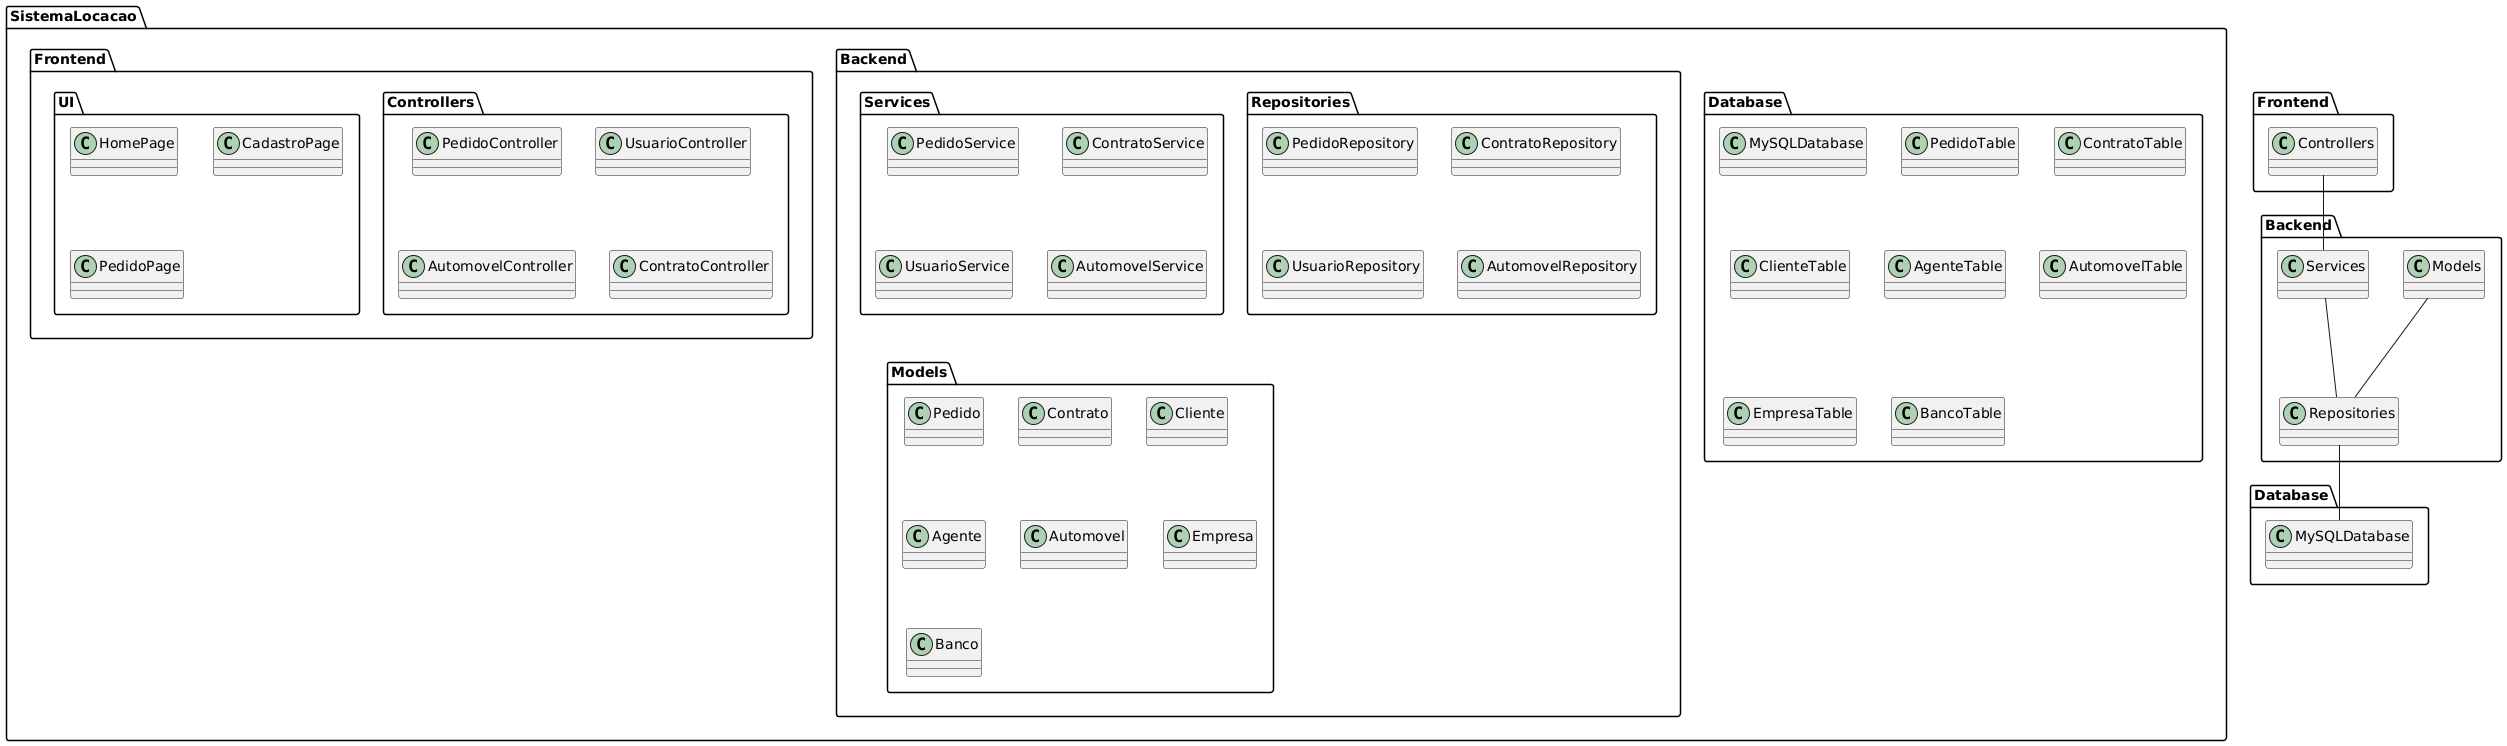 SistemaLocacao
Frontend
UI
C HomePage
C CadastroPage
C PedidoPage
Controllers
C PedidoController
C UsuarioController
C AutomovelController
C ContratoController
Backend
Services
C PedidoService
C ContratoService
C UsuarioService
C AutomovelService
Repositories
C PedidoRepository
C ContratoRepository
C UsuarioRepository
C AutomovelRepository
Models
C Pedido
C Contrato
C Cliente
C Agente
C Automovel
C Empresa
C Banco
Database
C MySQLDatabase
C PedidoTable
C ContratoTable
C ClienteTable
C AgenteTable
C AutomovelTable
C EmpresaTable
C BancoTable
Frontend
C Controllers
Backend
C Services
C Models
C Repositories
Database
C MySQLDatabase